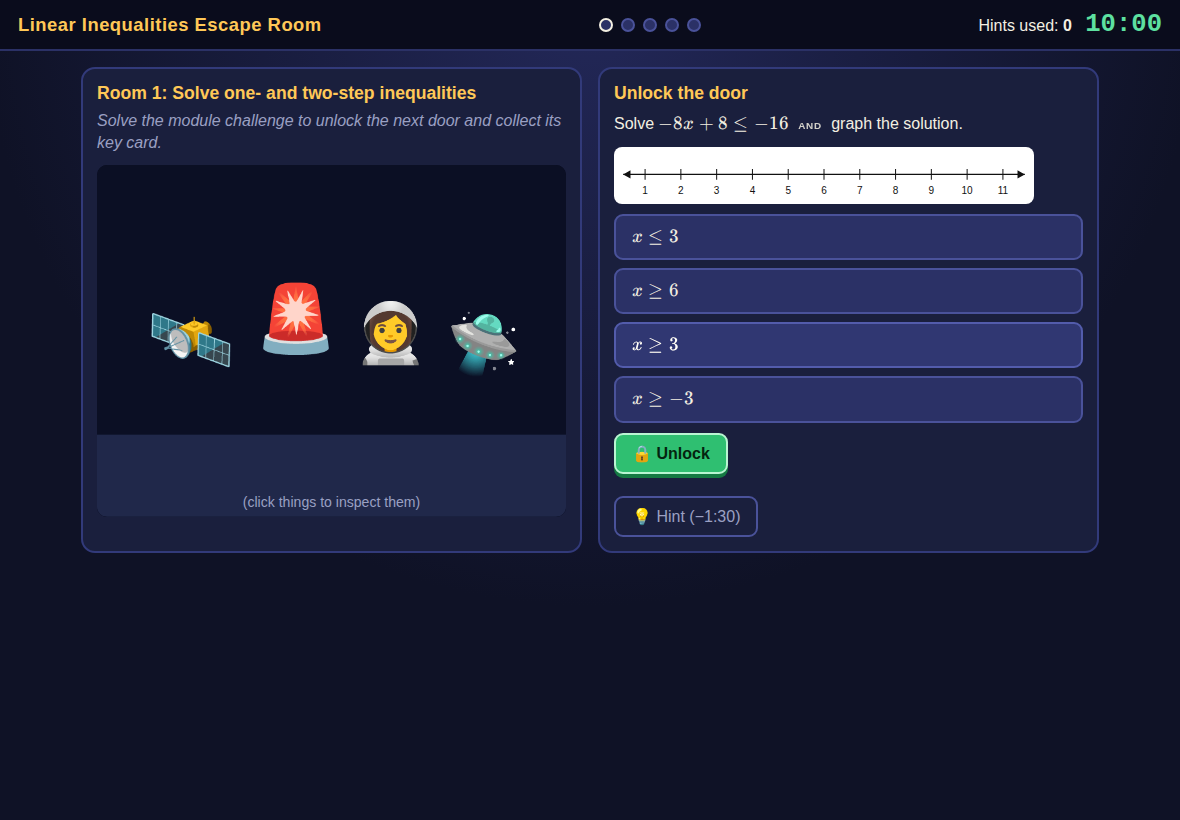 Linear Inequalities Escape Room
Hints used: 0 10:00
Room 1: Solve one- and two-step inequalities
Solve the module challenge to unlock the next door and collect its
key card.
(click things to inspect them)
Unlock the door
Solve −8x + 8 ≤ −16 AND graph the solution.
1 2 3 4 5 6 7 8 9 10 11
x ≤ 3
x ≥ 6
x ≥ 3
x ≥ −3
🔒 Unlock
💡 Hint (−1:30)